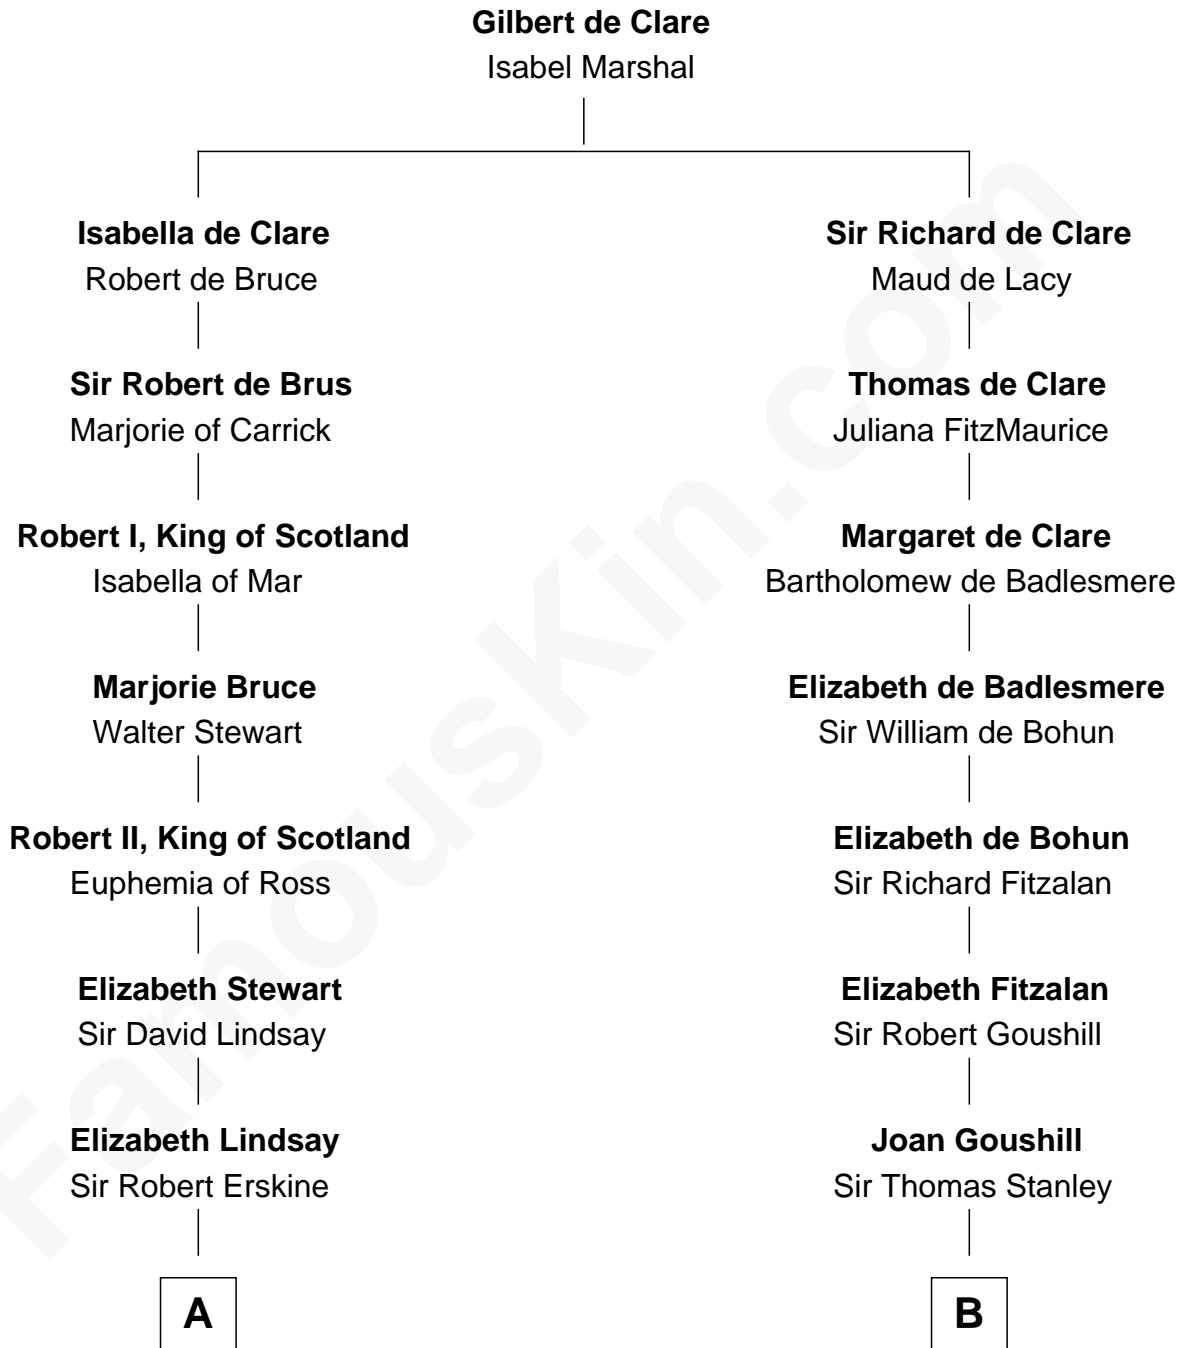 Gilbert de Clare
Isabel Marshal
Isabella de Clare
Robert de Bruce
Sir Robert de Brus
Marjorie of Carrick
Robert I, King of Scotland
Isabella of Mar
Marjorie Bruce
Walter Stewart
Robert II, King of Scotland
Euphemia of Ross
Elizabeth Stewart
Sir David Lindsay
Elizabeth Lindsay
Sir Robert Erskine
A
Sir Richard de Clare
Maud de Lacy
Thomas de Clare
Juliana FitzMaurice
Margaret de Clare
Bartholomew de Badlesmere
Elizabeth de Badlesmere
Sir William de Bohun
Elizabeth de Bohun
Sir Richard Fitzalan
Elizabeth Fitzalan
Sir Robert Goushill
Joan Goushill
Sir Thomas Stanley
B
FamousKin.com